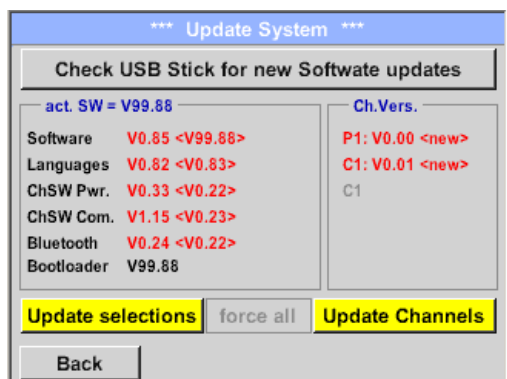 *** Update System ***
Check USB Stick for new Softwate updates
act. SW = V99.88
Software V0.85 <V99.88>
Languages V0.82 <V0.83>
ChSW Pwr. V0.33 <V0.22>
ChSW Com. V1.15 <V0.23>
Bluetooth V0.24 <V0.22>
Bootloader V99.88
Ch.Vers.
P1: V0.00 <new>
C1: V0.01 <new>
C1
Update selections force all Update Channels
Back